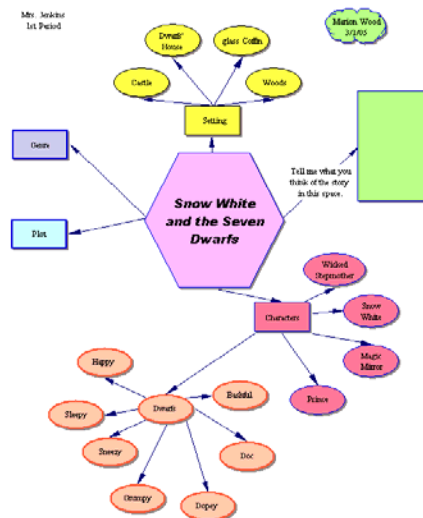 Mrs. Jenkins
1st Period
Marion Wood
3/1/05
Dwarfs'
House
glass Coffin
Castle
Woods
Setting
Genre
Plot
Snow White
and the Seven
Dwarfs
Tell me what you
think of the story
in this space.
Characters
Wicked
Stepmother
Snow
White
Magic
Mirror
Prince
Dwarfs
Happy
Bashful
Sleepy
Sneezy
Doc
Grumpy
Dopey